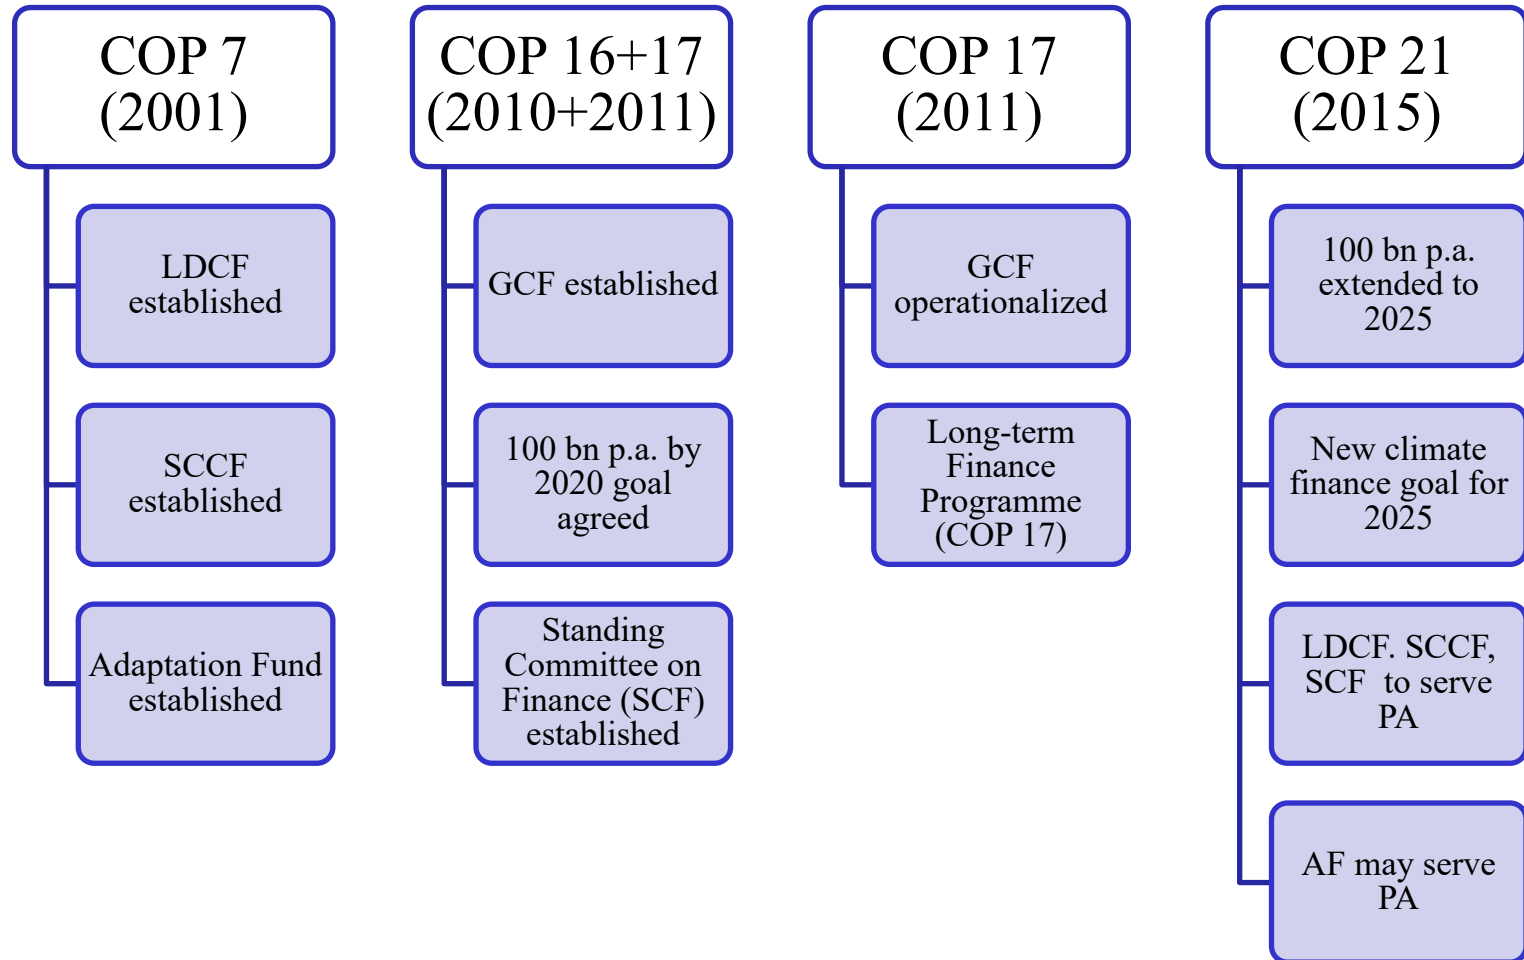 COP 7
(2001)
LDCF
established
SCCF
established
Adaptation Fund
established
COP 16+17
(2010+2011)
GCF established
100 bn p.a. by
2020 goal
agreed
Standing
Committee on
Finance (SCF)
established
COP 17
(2011)
GCF
operationalized
Long-term
Finance
Programme
(COP 17)
COP 21
(2015)
100 bn p.a.
extended to
2025
New climate
finance goal for
2025
LDCF. SCCF,
SCF  to serve
PA
AF may serve
PA